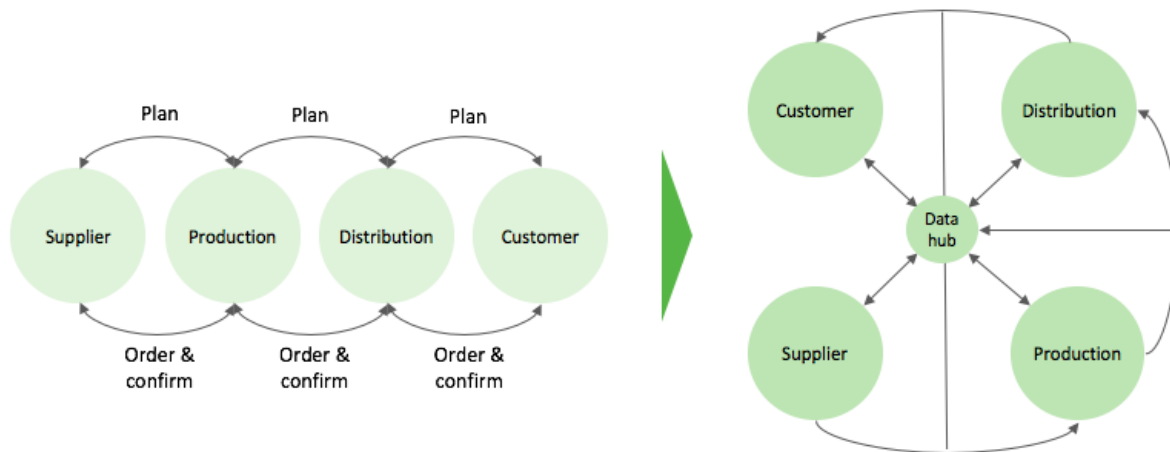 Plan
Plan
Plan
Supplier
Production
Distribution
Customer
Order &
confirm
Order &
confirm
Order &
confirm
Customer
Distribution
Data
hub
Supplier
Production